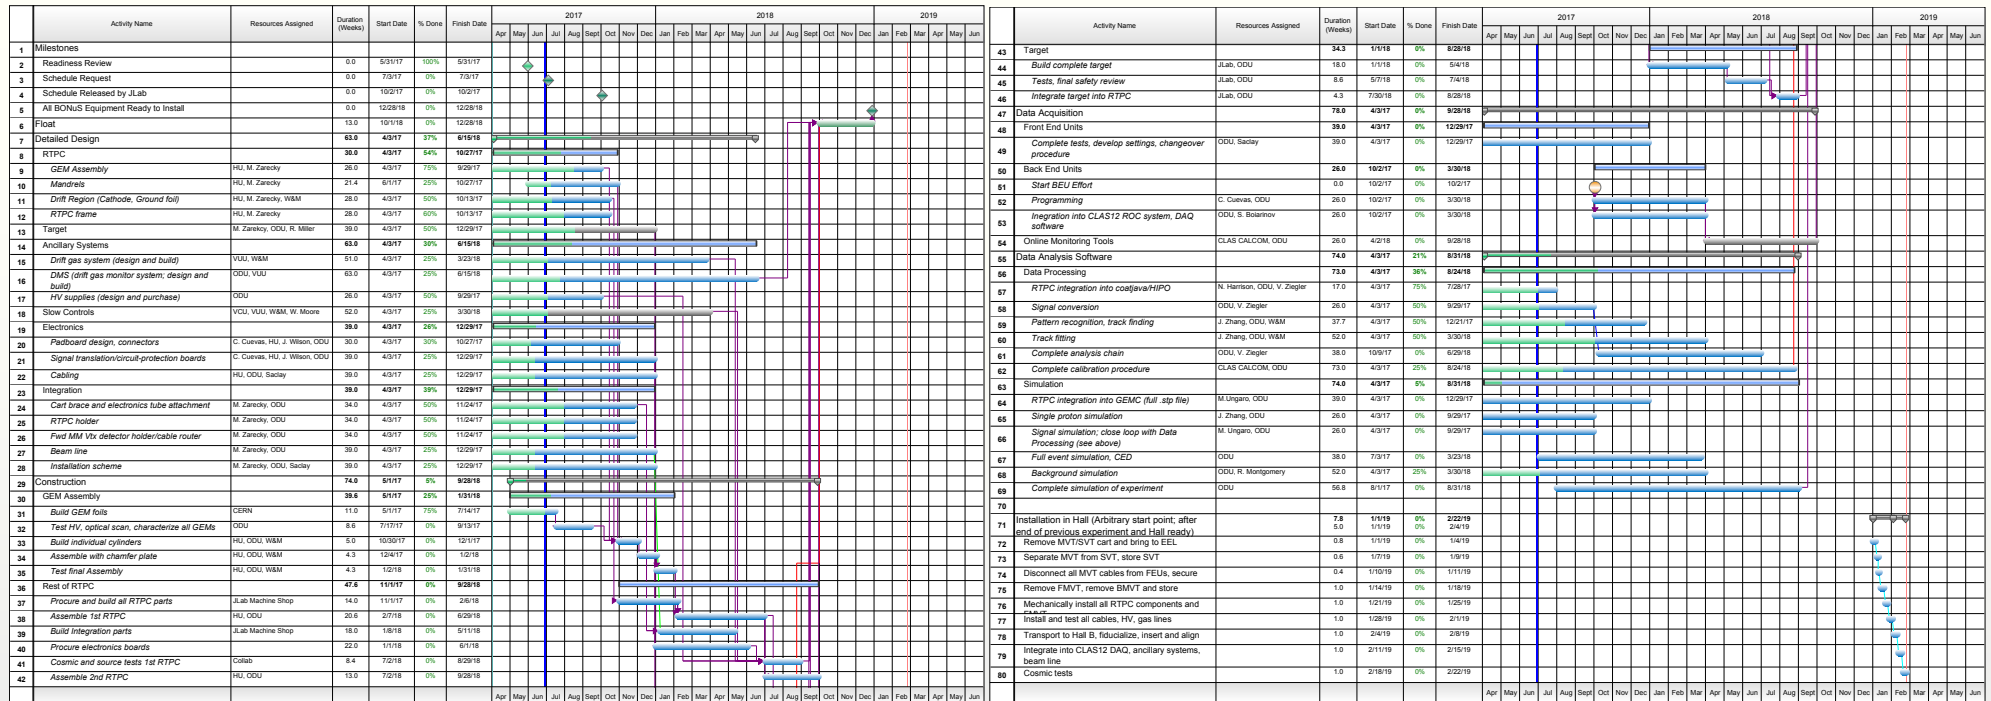 Activity Name Resources Assigned Duration (Weeks) Start Date % Done Finish Date 2017 2018 2019
Apr May Jun Jul Aug Sept Oct Nov Dec Jan Feb Mar Apr May Jun Jul Aug Sept Oct Nov Dec Jan Feb Mar Apr May Jun
1 Milestones
2 Readiness Review 0.0 5/31/17 100% 5/31/17
3 Schedule Request 0.0 7/3/17 0% 7/3/17
4 Schedule Released by JLab 0.0 10/2/17 0% 10/2/17
5 All BONuS Equipment Ready to Install 0.0 12/28/18 0% 12/28/18
6 Float 13.0 10/1/18 0% 12/28/18
7 Detailed Design 63.0 4/3/17 37% 6/15/18
8 RTPC 30.0 4/3/17 54% 10/27/17
9 GEM Assembly HU, M. Zarecky 26.0 4/3/17 75% 9/29/17
10 Mandrels HU, M. Zarecky 21.4 6/1/17 25% 10/27/17
11 Drift Region (Cathode, Ground foil) HU, M. Zarecky, W&M 28.0 4/3/17 50% 10/13/17
12 RTPC frame HU, M. Zarecky 28.0 4/3/17 60% 10/13/17
13 Target M. Zarekcy, ODU, R. Miller 39.0 4/3/17 50% 12/29/17
14 Ancillary Systems 63.0 4/3/17 30% 6/15/18
15 Drift gas system (design and build) VUU, W&M 51.0 4/3/17 25% 3/23/18
16 DMS (drift gas monitor system; design and build) ODU, VUU 63.0 4/3/17 25% 6/15/18
17 HV supplies (design and purchase) ODU 26.0 4/3/17 50% 9/29/17
18 Slow Controls VCU, VUU, W&M, W. Moore 52.0 4/3/17 25% 3/30/18
19 Electronics 39.0 4/3/17 26% 12/29/17
20 Padboard design, connectors C. Cuevas, HU, J. Wilson, ODU 30.0 4/3/17 30% 10/27/17
21 Signal translation/circuit-protection boards C. Cuevas, HU, J. Wilson, ODU 39.0 4/3/17 25% 12/29/17
22 Cabling HU, ODU, Saclay 39.0 4/3/17 25% 12/29/17
23 Integration 39.0 4/3/17 39% 12/29/17
24 Cart brace and electronics tube attachment M. Zarecky, ODU 34.0 4/3/17 50% 11/24/17
25 RTPC holder M. Zarecky, ODU 34.0 4/3/17 50% 11/24/17
26 Fwd MM Vtx detector holder/cable router M. Zarecky, ODU 34.0 4/3/17 50% 11/24/17
27 Beam line M. Zarecky, ODU 39.0 4/3/17 25% 12/29/17
28 Installation scheme M. Zarecky, ODU, Saclay 39.0 4/3/17 25% 12/29/17
29 Construction 74.0 5/1/17 5% 9/28/18
30 GEM Assembly 39.6 5/1/17 25% 1/31/18
31 Build GEM foils CERN 11.0 5/1/17 75% 7/14/17
32 Test HV, optical scan, characterize all GEMs ODU 8.6 7/17/17 0% 9/13/17
33 Build individual cylinders HU, ODU, W&M 5.0 10/30/17 0% 12/1/17
34 Assemble with chamfer plate HU, ODU, W&M 4.3 12/4/17 0% 1/2/18
35 Test final Assembly HU, ODU, W&M 4.3 1/2/18 0% 1/31/18
36 Rest of RTPC 47.6 11/1/17 0% 9/28/18
37 Procure and build all RTPC parts JLab Machine Shop 14.0 11/1/17 0% 2/6/18
38 Assemble 1st RTPC HU, ODU 20.6 2/7/18 0% 6/29/18
39 Build Integration parts JLab Machine Shop 18.0 1/8/18 0% 5/11/18
40 Procure electronics boards 22.0 1/1/18 0% 6/1/18
41 Cosmic and source tests 1st RTPC Collab 8.4 7/2/18 0% 8/29/18
42 Assemble 2nd RTPC HU, ODU 13.0 7/2/18 0% 9/28/18
Apr May Jun Jul Aug Sept Oct Nov Dec Jan Feb Mar Apr May Jun Jul Aug Sept Oct Nov Dec Jan Feb Mar Apr May Jun
Activity Name Resources Assigned Duration (Weeks) Start Date % Done Finish Date 2017 2018 2019
Apr May Jun Jul Aug Sept Oct Nov Dec Jan Feb Mar Apr May Jun Jul Aug Sept Oct Nov Dec Jan Feb Mar Apr May Jun
43 Target 34.3 1/1/18 0% 8/28/18
44 Build complete target JLab, ODU 18.0 1/1/18 0% 5/4/18
45 Tests, final safety review JLab, ODU 8.6 5/7/18 0% 7/4/18
46 Integrate target into RTPC JLab, ODU 4.3 7/30/18 0% 8/28/18
47 Data Acquisition 78.0 4/3/17 0% 9/28/18
48 Front End Units 39.0 4/3/17 0% 12/29/17
49 Complete tests, develop settings, changeover procedure ODU, Saclay 39.0 4/3/17 0% 12/29/17
50 Back End Units 26.0 10/2/17 0% 3/30/18
51 Start BEU Effort 0.0 10/2/17 0% 10/2/17
52 Programming C. Cuevas, ODU 26.0 10/2/17 0% 3/30/18
53 Inegration into CLAS12 ROC system, DAQ software ODU, S. Boiarinov 26.0 10/2/17 0% 3/30/18
54 Online Monitoring Tools CLAS CALCOM, ODU 26.0 4/2/18 0% 9/28/18
55 Data Analysis Software 74.0 4/3/17 21% 8/31/18
56 Data Processing 73.0 4/3/17 36% 8/24/18
57 RTPC integration into coatjava/HIPO N. Harrison, ODU, V. Ziegler 17.0 4/3/17 75% 7/28/17
58 Signal conversion ODU, V. Ziegler 26.0 4/3/17 50% 9/29/17
59 Pattern recognition, track finding J. Zhang, ODU, W&M 37.7 4/3/17 50% 12/21/17
60 Track fitting J. Zhang, ODU, W&M 52.0 4/3/17 50% 3/30/18
61 Complete analysis chain ODU, V. Ziegler 38.0 10/9/17 0% 6/29/18
62 Complete calibration procedure CLAS CALCOM, ODU 73.0 4/3/17 25% 8/24/18
63 Simulation 74.0 4/3/17 5% 8/31/18
64 RTPC integration into GEMC (full .stp file) M.Ungaro, ODU 39.0 4/3/17 0% 12/29/17
65 Single proton simulation J. Zhang, ODU 26.0 4/3/17 0% 9/29/17
66 Signal simulation; close loop with Data Processing (see above) M. Ungaro, ODU 26.0 4/3/17 0% 9/29/17
67 Full event simulation, CED ODU 38.0 7/3/17 0% 3/23/18
68 Background simulation ODU, R. Montgomery 52.0 4/3/17 25% 3/30/18
69 Complete simulation of experiment ODU 56.8 8/1/17 0% 8/31/18
70
71 Installation in Hall (Arbitrary start point; after end of previous experiment and Hall ready) 7.8 1/1/19 0% 2/22/19
5.0 1/1/19 0% 2/4/19
72 Remove MVT/SVT cart and bring to EEL 0.8 1/1/19 0% 1/4/19
73 Separate MVT from SVT, store SVT 0.6 1/7/19 0% 1/9/19
74 Disconnect all MVT cables from FEUs, secure 0.4 1/10/19 0% 1/11/19
75 Remove FMVT, remove BMVT and store 1.0 1/14/19 0% 1/18/19
76 Mechanically install all RTPC components and 1.0 1/21/19 0% 1/25/19
77 Install and test all cables, HV, gas lines 1.0 1/28/19 0% 2/1/19
78 Transport to Hall B, fiducialize, insert and align 1.0 2/4/19 0% 2/8/19
79 Integrate into CLAS12 DAQ, ancillary systems, beam line 1.0 2/11/19 0% 2/15/19
80 Cosmic tests 1.0 2/18/19 0% 2/22/19
Apr May Jun Jul Aug Sept Oct Nov Dec Jan Feb Mar Apr May Jun Jul Aug Sept Oct Nov Dec Jan Feb Mar Apr May Jun